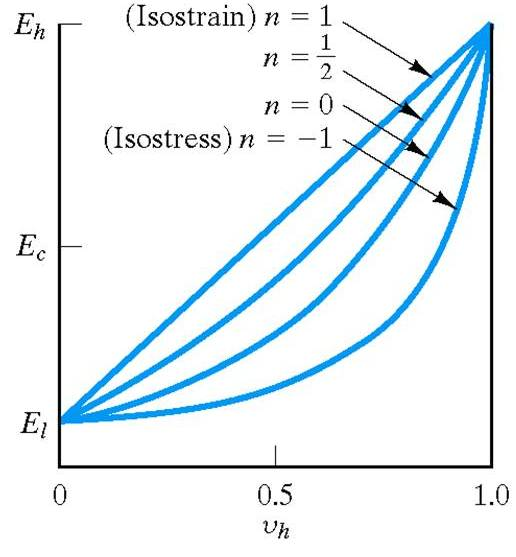 E_h
(Isostrain) n = 1
n = 1/2
n = 0
(Isostress) n = −1
E_c
E_l
0 0.5 1.0
υ_h